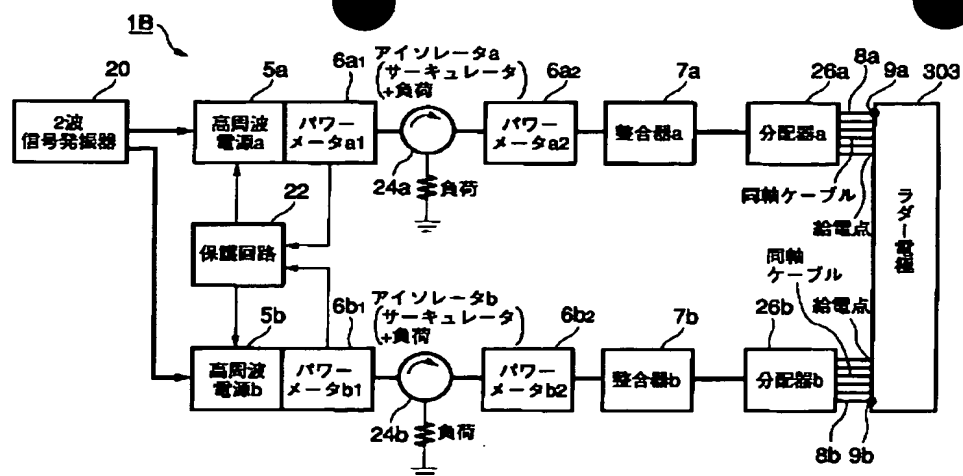 1B
20
5a
6a1
アイソレータa
(サーキュレータ
+負荷)
6a2
7a
26a
8a
9a
303
2波
信号発振器
高周波
電源a
パワー
メータa1
パワー
メータa2
整合器a
分配器a
24a
負荷
同軸ケーブル
給電点
ラダー電極
22
保護回路
同軸
ケーブル
給電点
5b
6b1
アイソレータb
(サーキュレータ
+負荷)
6b2
7b
26b
高周波
電源b
パワー
メータb1
パワー
メータb2
整合器b
分配器b
24b
負荷
8b
9b